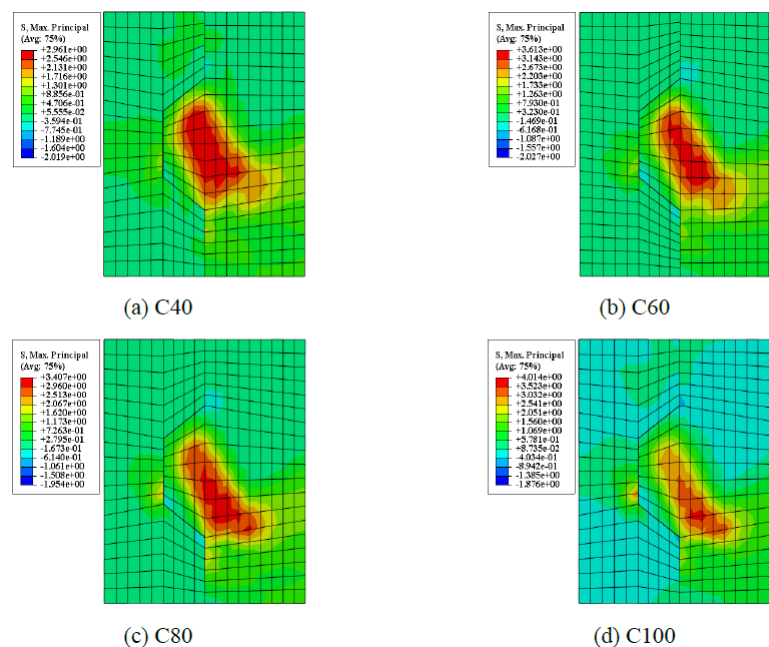 S, Max. Principal
(Avg: 75%)
+2.961e+00
+2.546e+00
+2.131e+00
+1.716e+00
+1.301e+00
+8.856e-01
+4.706e-01
+5.555e-02
-3.594e-01
-7.745e-01
-1.189e+00
-1.604e+00
-2.019e+00
(a) C40
S, Max. Principal
(Avg: 75%)
+3.613e+00
+3.143e+00
+2.673e+00
+2.203e+00
+1.733e+00
+1.263e+00
+7.930e-01
+3.230e-01
-1.469e-01
-6.168e-01
-1.087e+00
-1.557e+00
-2.027e+00
(b) C60
S, Max. Principal
(Avg: 75%)
+3.407e+00
+2.960e+00
+2.513e+00
+2.067e+00
+1.620e+00
+1.173e+00
+7.263e-01
+2.795e-01
-1.673e-01
-6.140e-01
-1.061e+00
-1.508e+00
-1.954e+00
(c) C80
S, Max. Principal
(Avg: 75%)
+4.014e+00
+3.523e+00
+3.032e+00
+2.541e+00
+2.051e+00
+1.560e+00
+1.069e+00
+5.781e-01
+8.735e-02
-4.034e-01
-8.942e-01
-1.385e+00
-1.876e+00
(d) C100